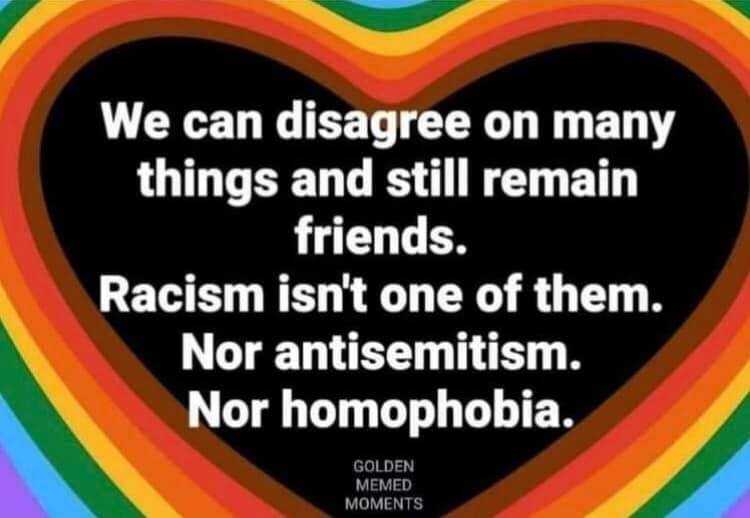 We can disagree on many
things and still remain
friends.
Racism isn't one of them.
Nor antisemitism.
Nor homophobia.
GOLDEN
MEMED
MOMENTS